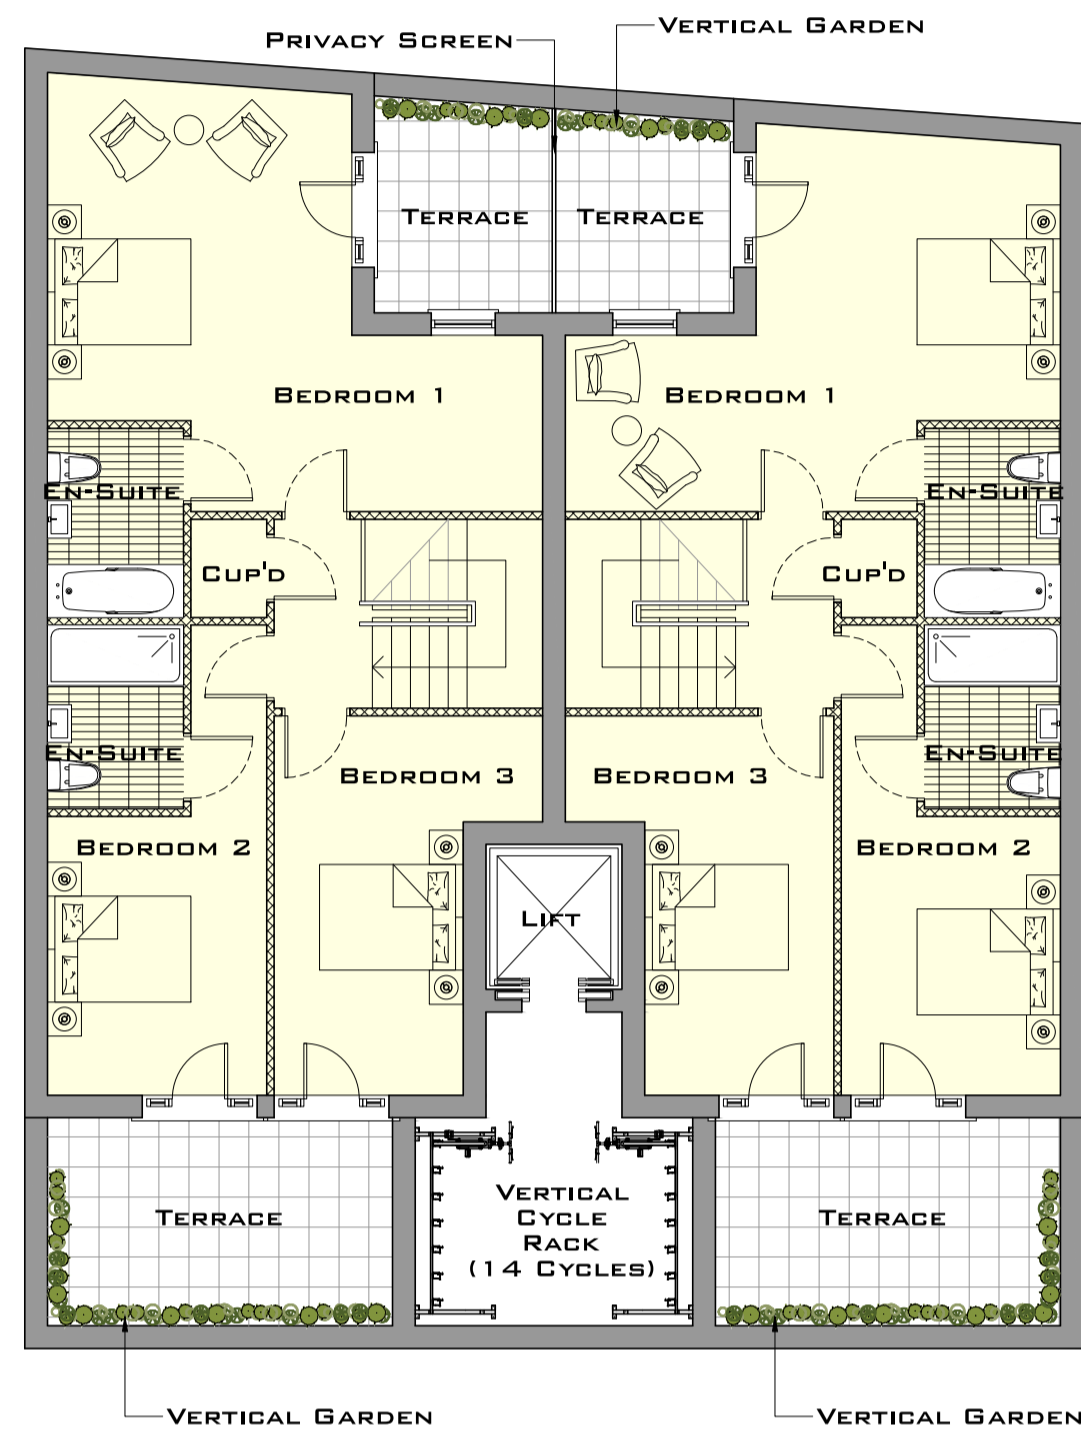 Vertical Garden
Privacy Screen
Terrace
Terrace
Bedroom 1
Bedroom 1
En-Suite
En-Suite
Cup'd
Cup'd
En-Suite
En-Suite
Bedroom 3
Bedroom 3
Bedroom 2
Bedroom 2
Lift
Terrace
Vertical
Cycle
Rack
(14 Cycles)
Terrace
Vertical Garden
Vertical Garden